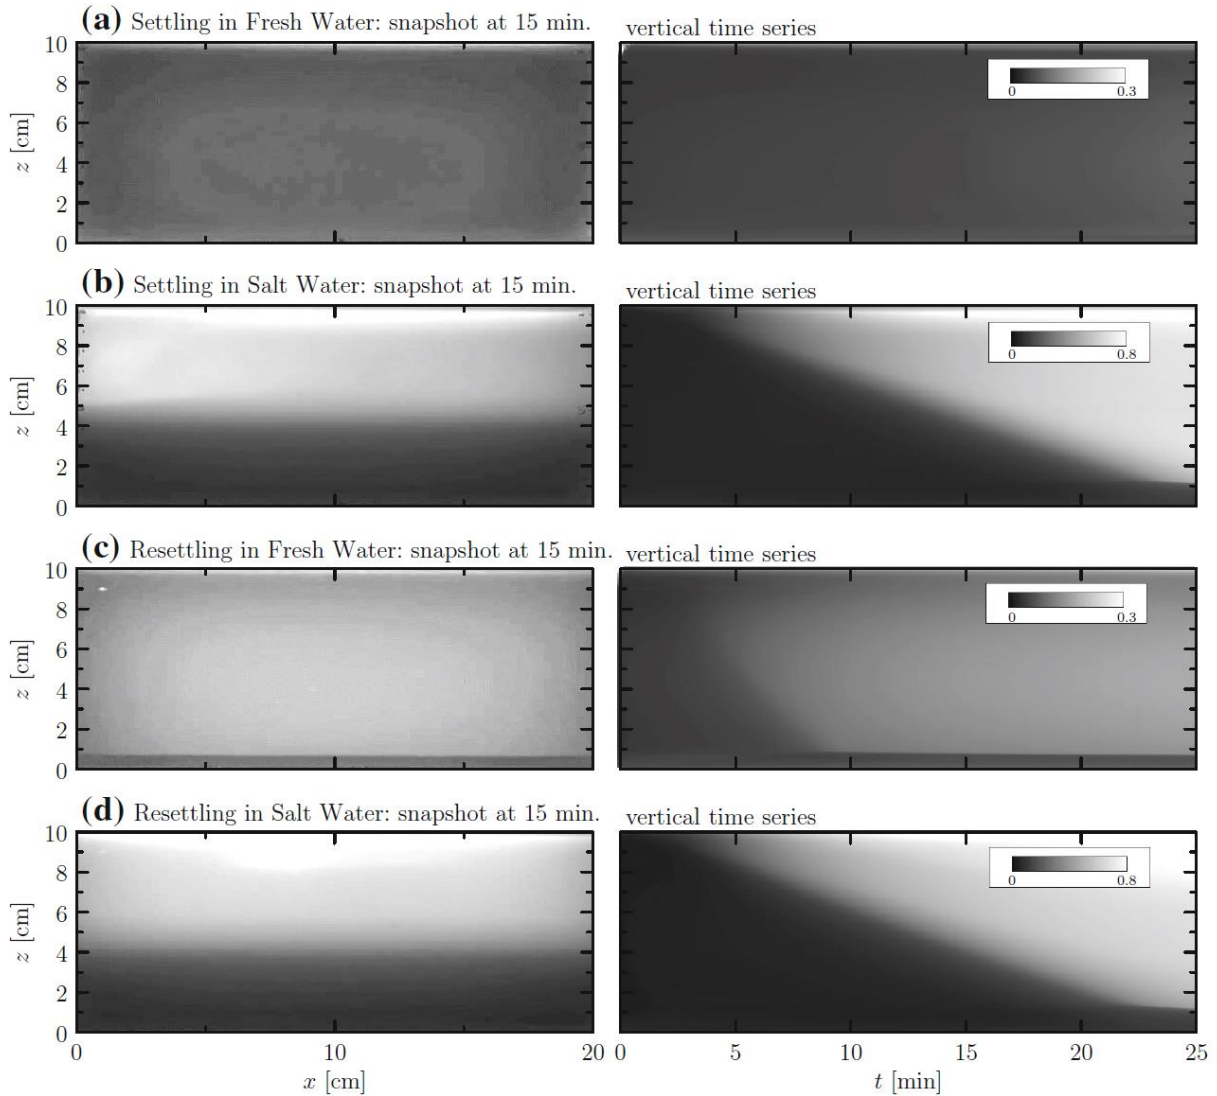 (a) Settling in Fresh Water: snapshot at 15 min. vertical time series
10
8
6
4
2
0
z [cm]
0 0.3
(b) Settling in Salt Water: snapshot at 15 min. vertical time series
10
8
6
4
2
0
z [cm]
0 0.8
(c) Resettling in Fresh Water: snapshot at 15 min. vertical time series
10
8
6
4
2
0
z [cm]
0 0.3
(d) Resettling in Salt Water: snapshot at 15 min. vertical time series
10
8
6
4
2
0
z [cm]
0 0.8
0 10 20 0 5 10 15 20 25
x [cm] t [min]